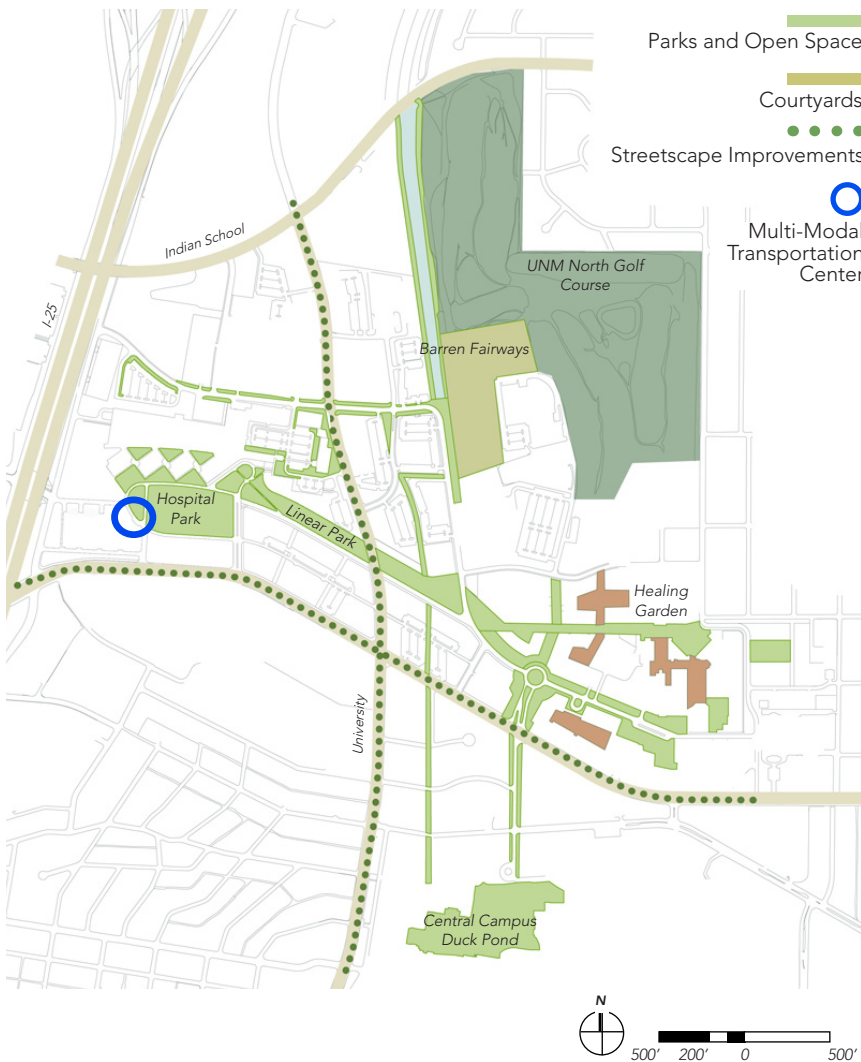 Parks and Open Space
Courtyards
Streetscape Improvements
Multi-Modal
Transportation
Center
Indian School
I-25
UNM North Golf
Course
Barren Fairways
Hospital
Park
Linear Park
Healing
Garden
University
Central Campus
Duck Pond
N
500' 200' 0 500'